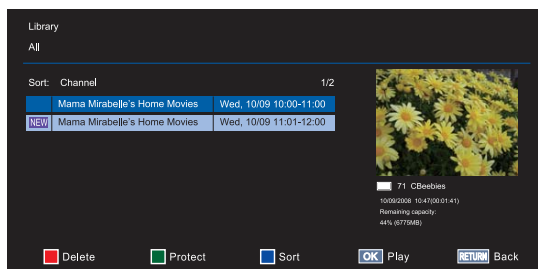 Library
All
Sort: Channel 1/2
Mama Mirabelle's Home Movies Wed, 10/09 10:00-11:00
NEW Mama Mirabelle's Home Movies Wed, 10/09 11:01-12:00
71 CBeebies
10/09/2008 10:47(00:01:41)
Remaining capacity:
44% (6775MB)
Delete Protect Sort OK Play RETURN Back